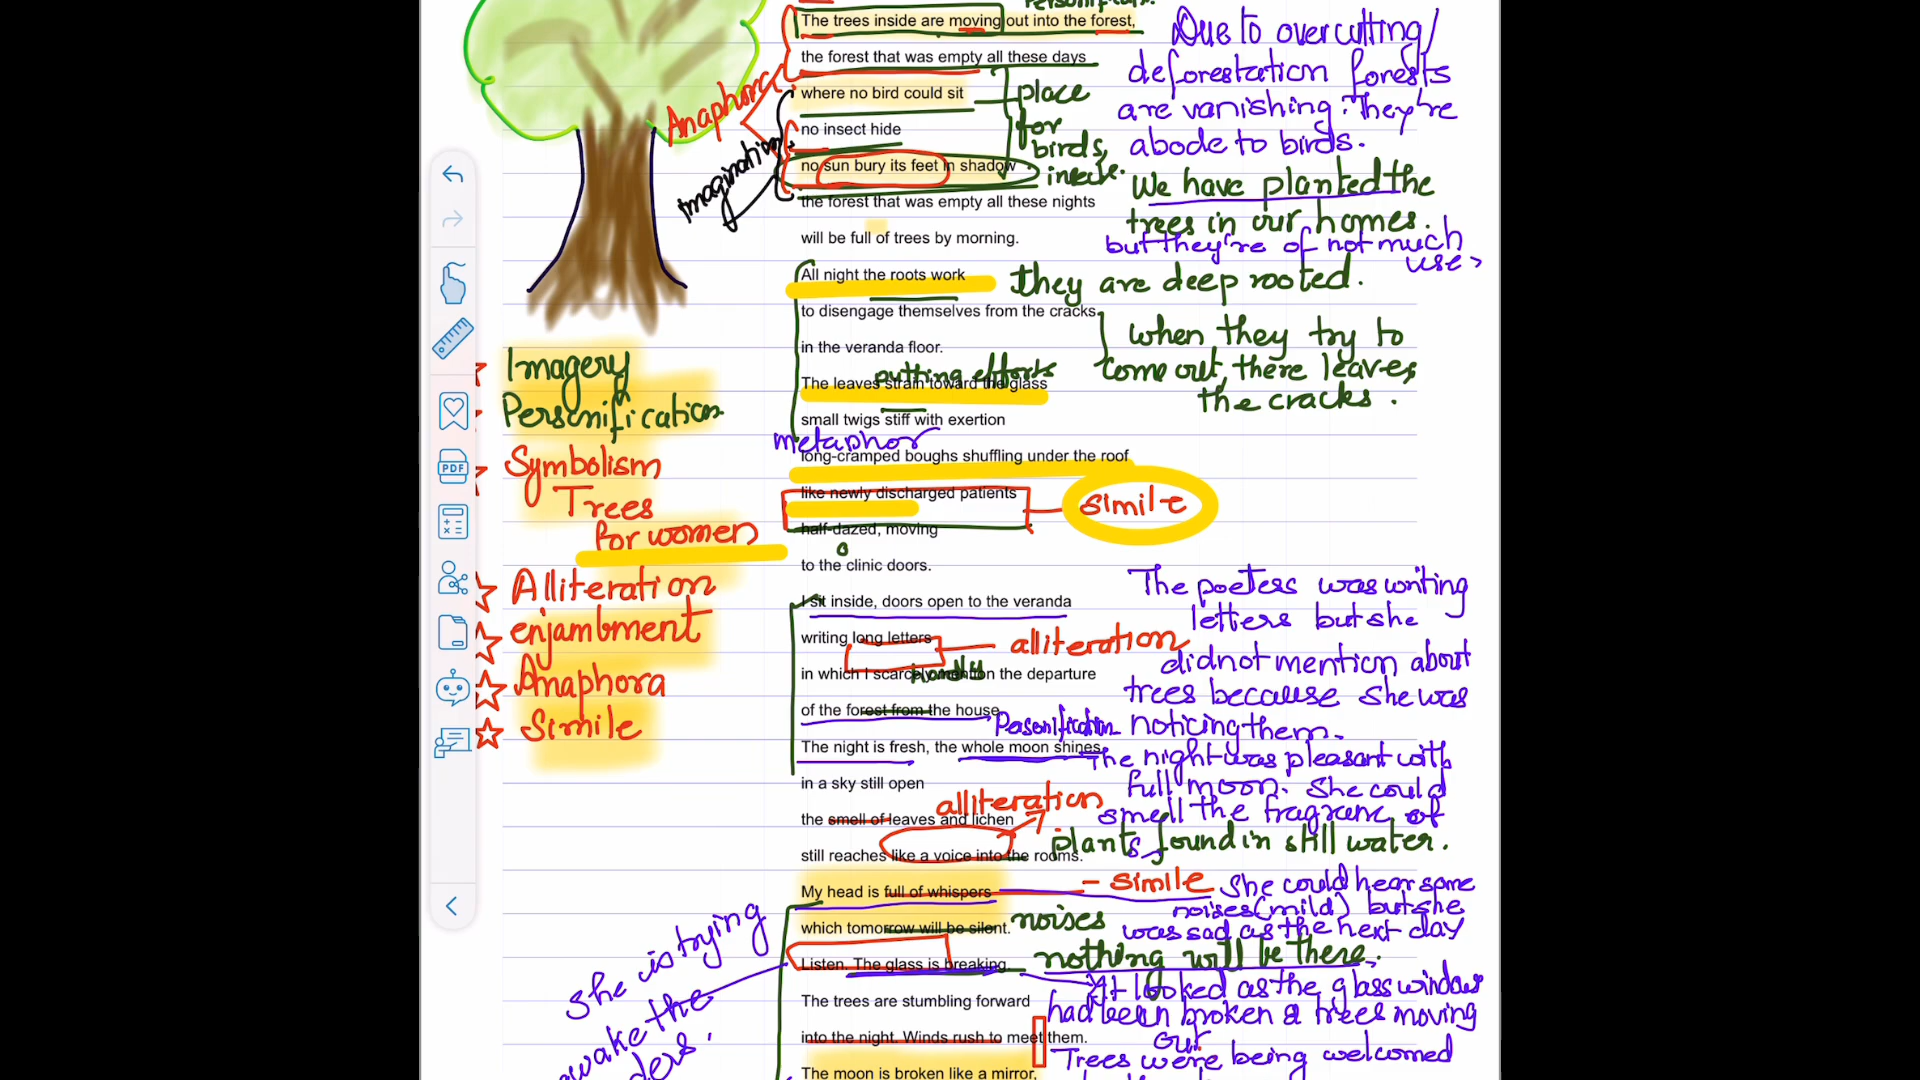 Personifica
The trees inside are moving out into the forest,
the forest that was empty all these days
where no bird could sit
no insect hide
no sun bury its feet in shadow
the forest that was empty all these nights
will be full of trees by morning.
All night the roots work
to disengage themselves from the cracks
in the veranda floor.
The leaves strain toward the glass
small twigs stiff with exertion
long-cramped boughs shuffling under the roof
like newly discharged patients
half-dazed, moving
to the clinic doors.
I sit inside, doors open to the veranda
writing long letters
in which I scarcely mention the departure
of the forest from the house.
The night is fresh, the whole moon shines
in a sky still open
the smell of leaves and lichen
still reaches like a voice into the rooms.
My head is full of whispers
which tomorrow will be silent.
Listen. The glass is breaking.
The trees are stumbling forward
into the night. Winds rush to meet them.
The moon is broken like a mirror,
Anaphora
Imagination
place
for
birds,
insects.
putting efforts
metaphor
simile
alliteration
hardly
Personification
alliteration
- Simile
noises
Due to overcutting/
deforestation forests
are vanishing. They're
abode to birds.
We have planted the
trees in our homes.
but they're of not much
use
they are deep rooted.
when they try to
come out, there leaves
the cracks.
The poetess was writing
letters but she
didnot mention about
trees because she was
noticing them.
The night was pleasant with
full moon. She could
smell the fragranc of
plants found in still water.
She could hear some
noises (mild) but she
was sad as the next day
nothing will be there.
It looked as the glass window
had been broken & trees moving
out
Trees were being welcomed
Imagery
Personification
Symbolism
Trees
for women
Alliteration
enjambment
Anaphora
Simile
She is trying
awake the
PDF